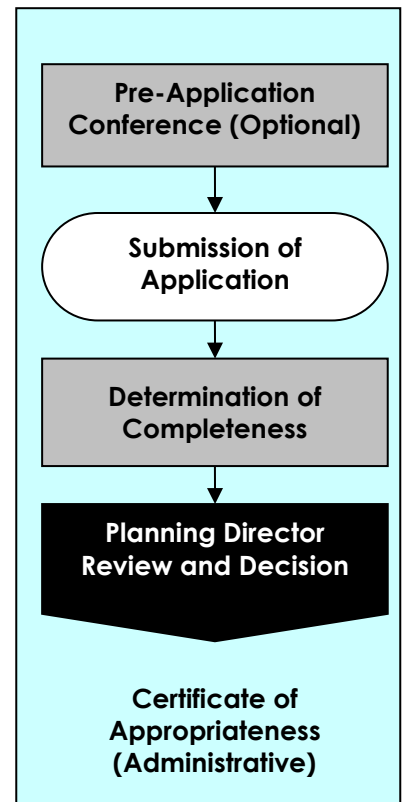 Pre-Application
Conference (Optional)
Submission of
Application
Determination of
Completeness
Planning Director
Review and Decision
Certificate of
Appropriateness
(Administrative)